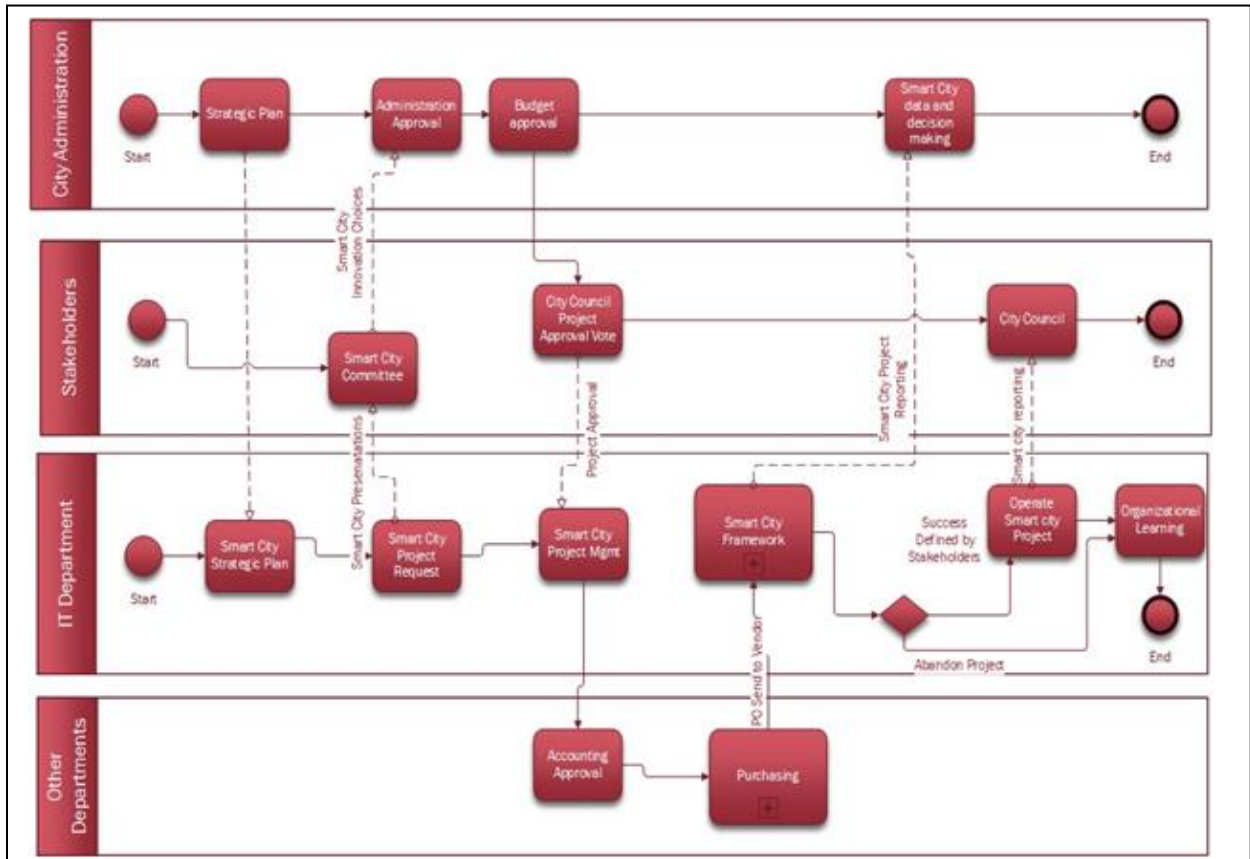 City Administration
Start
Strategic Plan
Administration
Approval
Budget
approval
Smart City
data and
decision
making
End
Smart City
Innovation Choices
Stakeholders
Start
Smart City
Committee
City Council
Project
Approval Vote
City Council
End
Smart City Presenatations
Project Approval
Smart City Project
Reporting
Smart city reporting
IT Department
Start
Smart City
Strategic Plan
Smart City
Project
Request
Smart City
Project Mgmt
Smart City
Framework
Success
Defined by
Stakeholders
Operate
Smart city
Project
Organizational
Learning
End
Abandon Project
PO Send to Vendor
Other
Departments
Accounting
Approval
Purchasing